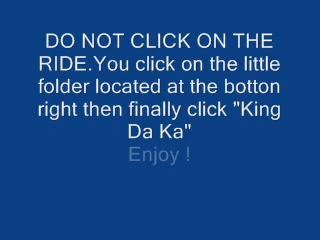 DO NOT CLICK ON THE
RIDE.You click on the little
folder located at the botton
right then finally click "King
Da Ka"
Enjoy !